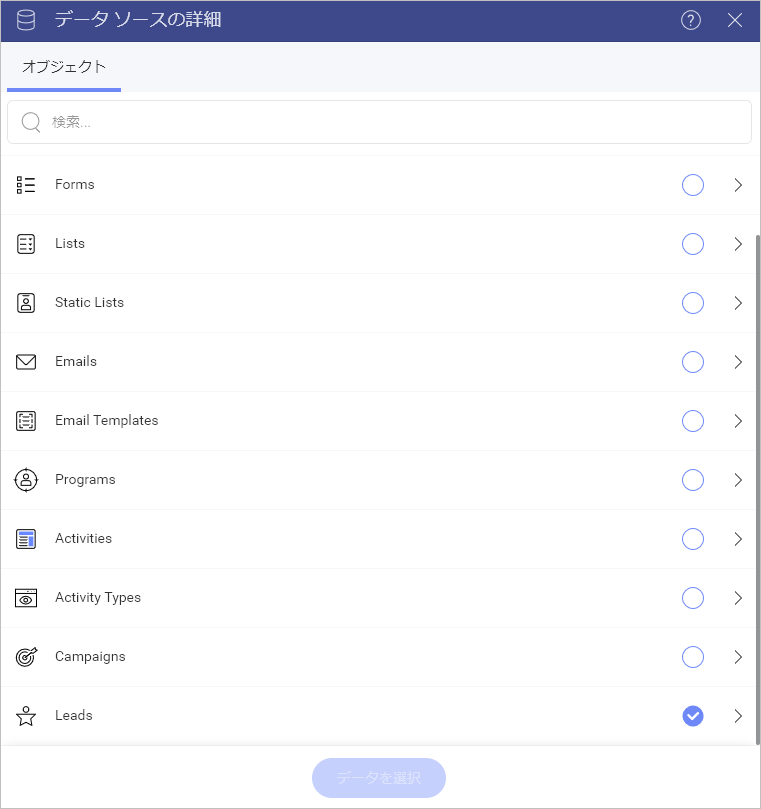 データ ソースの詳細
オブジェクト
検索...
Forms
Lists
Static Lists
Emails
Email Templates
Programs
Activities
Activity Types
Campaigns
Leads
データを選択